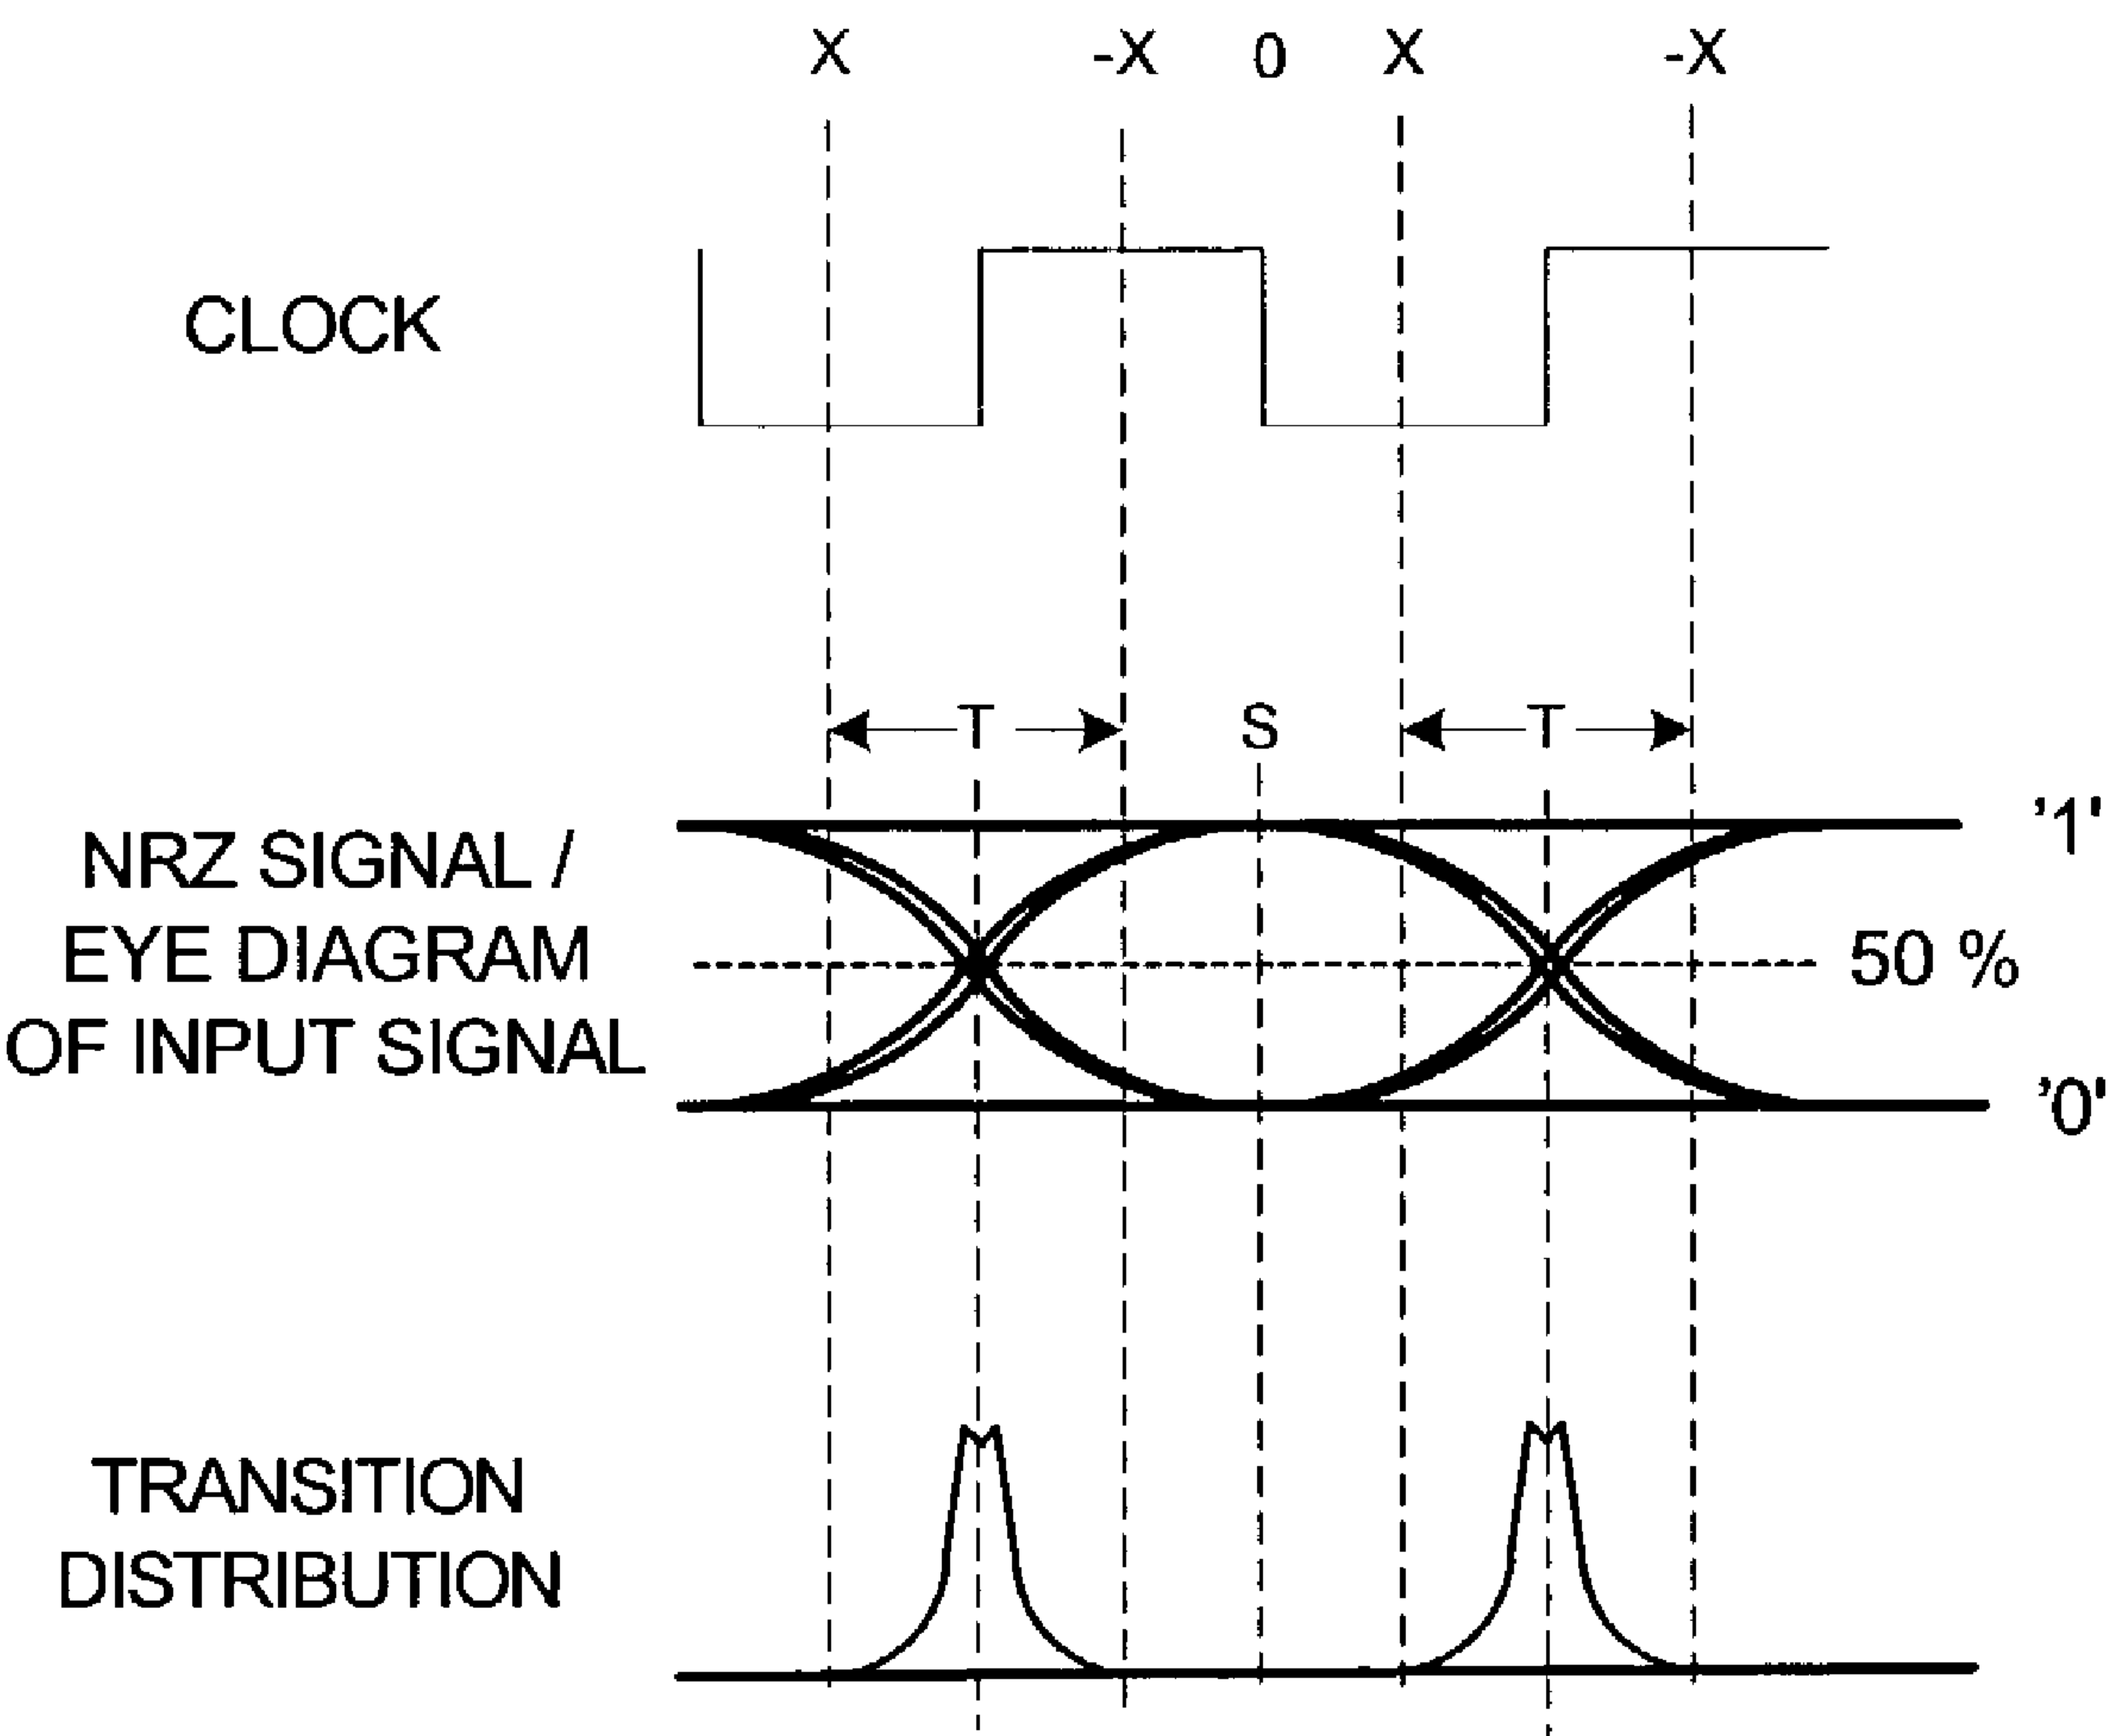 X -X 0 X -X
CLOCK
T S T
NRZ SIGNAL /
EYE DIAGRAM
OF INPUT SIGNAL
'1'
50 %
'0'
TRANSITION
DISTRIBUTION